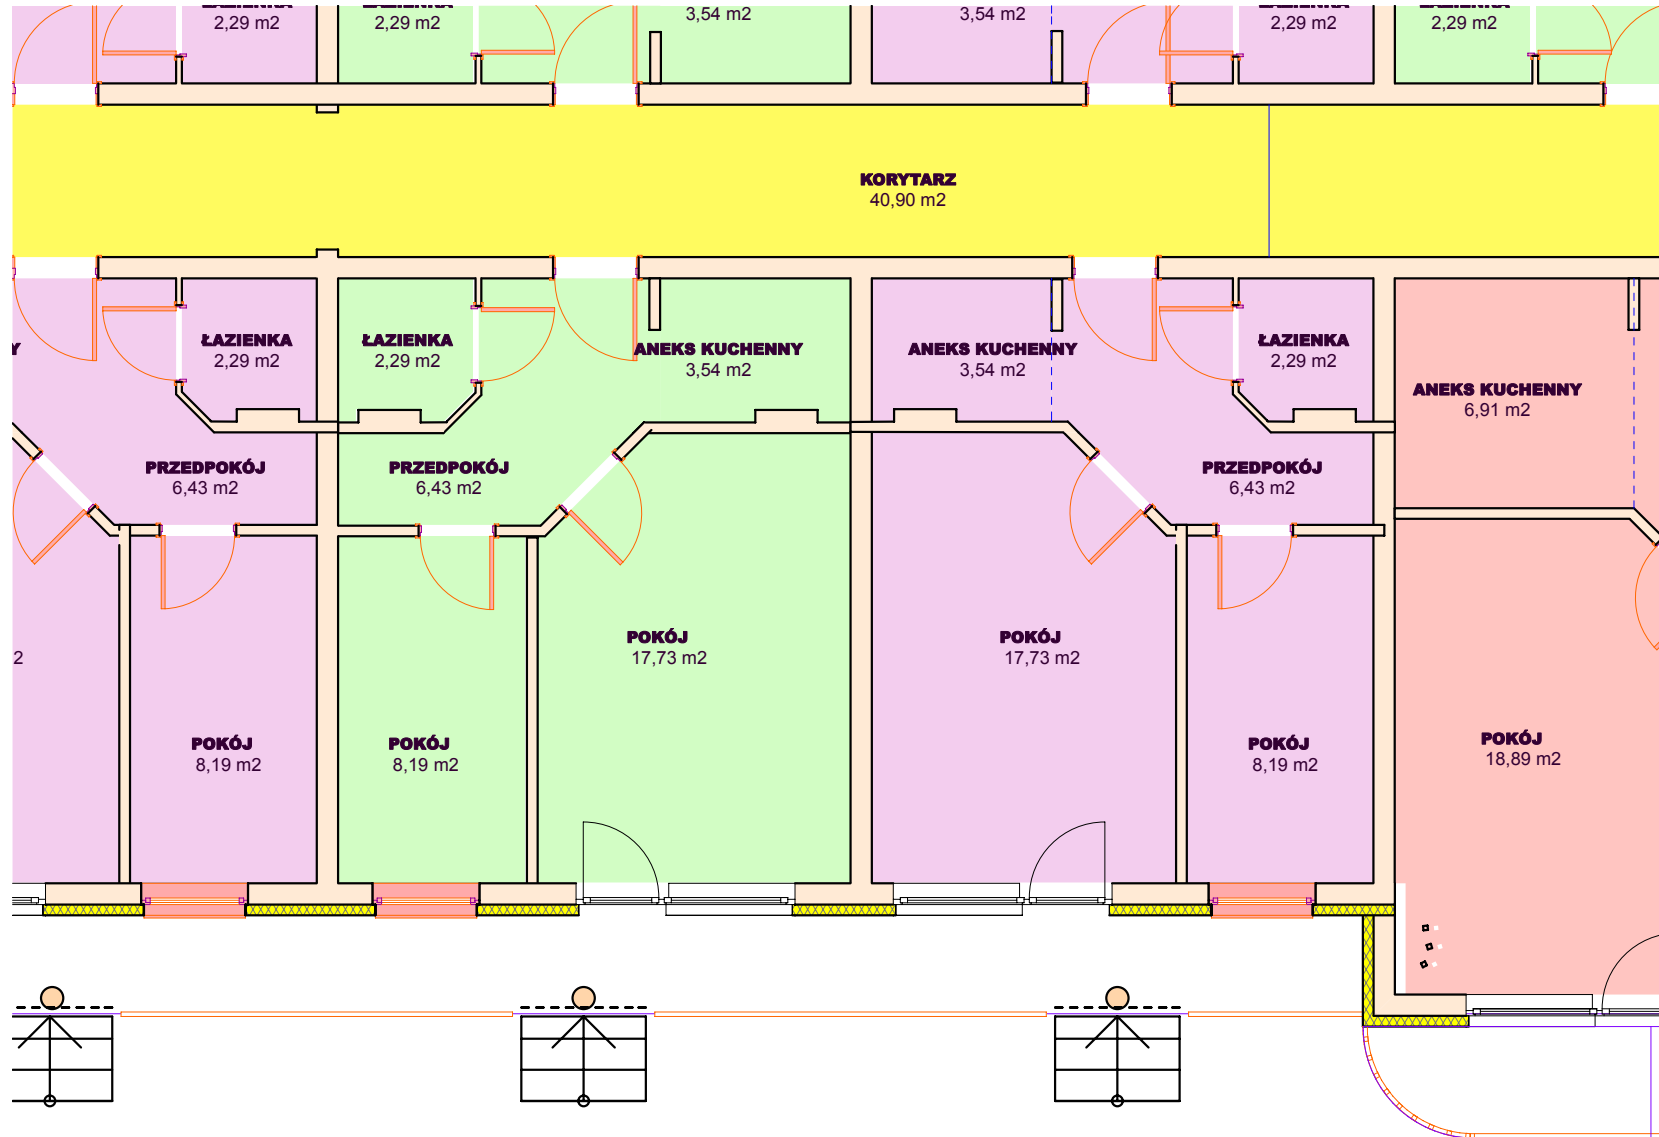 2,29 m2
2,29 m2
3,54 m2
3,54 m2
2,29 m2
2,29 m2
KORYTARZ
40,90 m2
ŁAZIENKA
2,29 m2
ŁAZIENKA
2,29 m2
ANEKS KUCHENNY
3,54 m2
ANEKS KUCHENNY
3,54 m2
ŁAZIENKA
2,29 m2
ANEKS KUCHENNY
6,91 m2
PRZEDPOKÓJ
6,43 m2
PRZEDPOKÓJ
6,43 m2
PRZEDPOKÓJ
6,43 m2
POKÓJ
17,73 m2
POKÓJ
17,73 m2
POKÓJ
8,19 m2
POKÓJ
8,19 m2
POKÓJ
8,19 m2
POKÓJ
18,89 m2